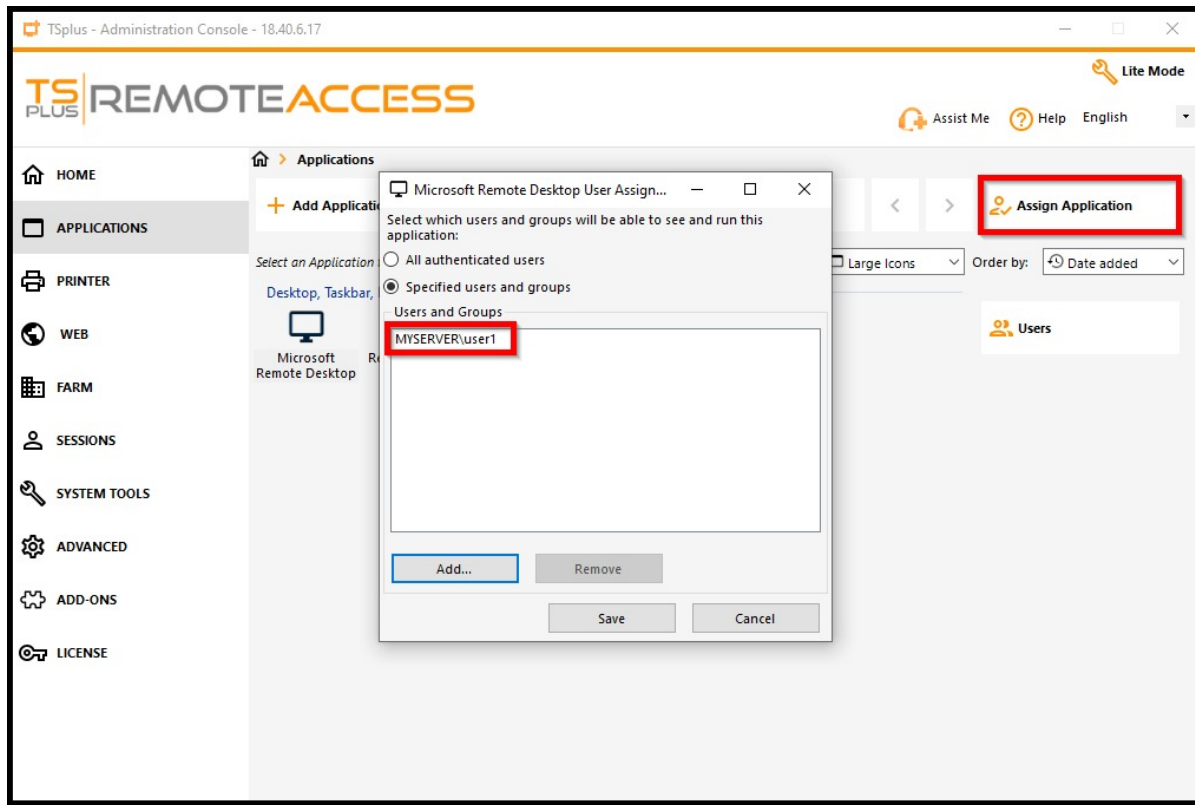 TSplus - Administration Console - 18.40.6.17
Lite Mode
TS PLUS REMOTE ACCESS
Assist Me Help English
HOME
APPLICATIONS
PRINTER
WEB
FARM
SESSIONS
SYSTEM TOOLS
ADVANCED
ADD-ONS
LICENSE
Applications
Add Applicatio
Assign Application
Select an Application
Large Icons
Order by: Date added
Desktop, Taskbar,
Users
Microsoft
Remote Desktop
Microsoft Remote Desktop User Assign...
Select which users and groups will be able to see and run this
application:
All authenticated users
Specified users and groups
Users and Groups
MYSERVER\user1
Add... Remove
Save Cancel